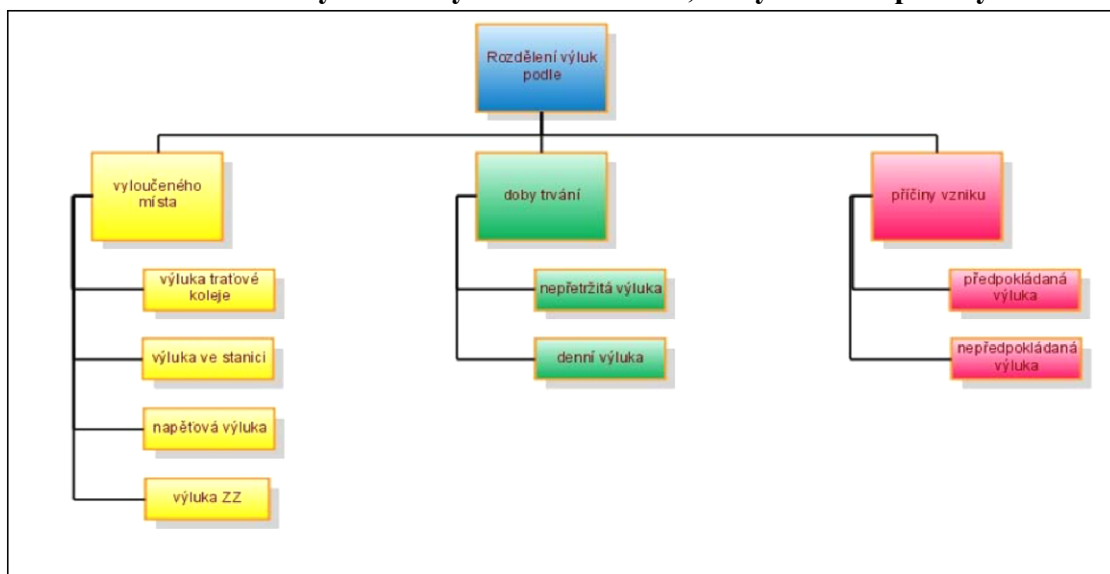 Rozdělení výluk
podle
vyloučeného
místa
výluka traťové
koleje
výluka ve stanici
napěťová výluka
výluka ZZ
doby trvání
nepřetržitá výluka
denní výluka
příčiny vzniku
předpokládaná
výluka
nepředpokládaná
výluka